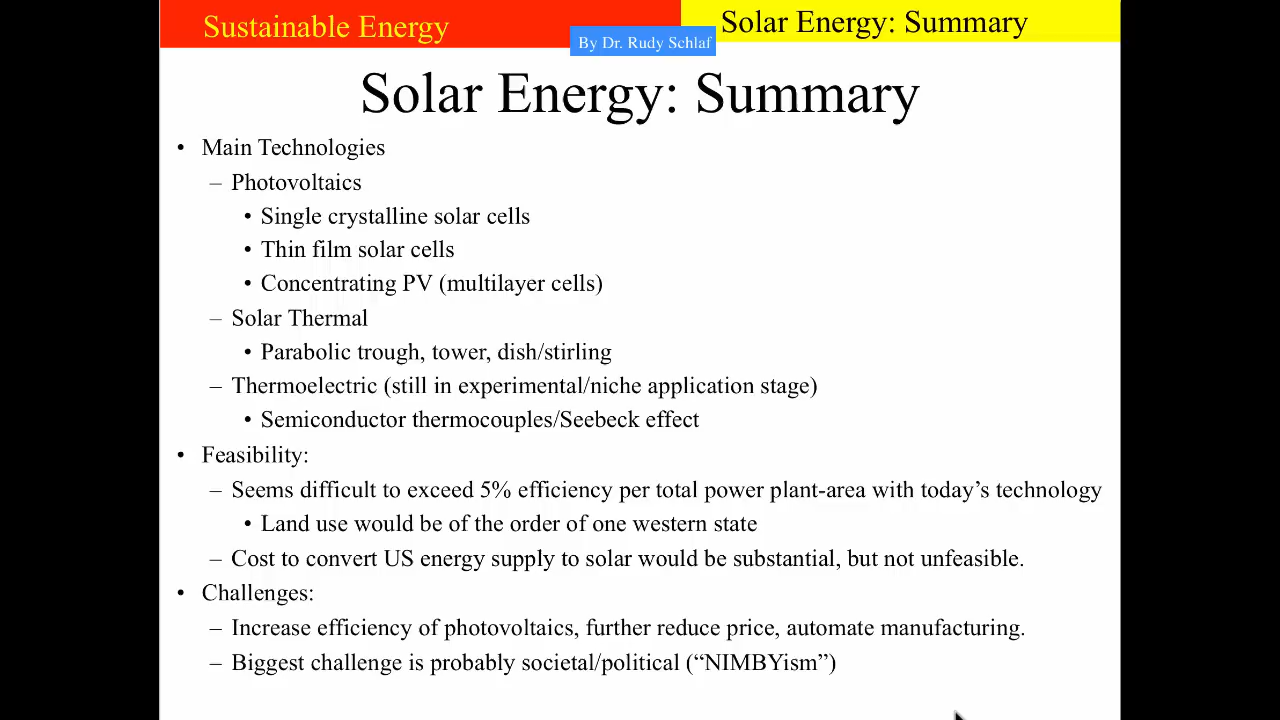 Sustainable Energy
Solar Energy: Summary
By Dr. Rudy Schlaf
Solar Energy: Summary
• Main Technologies
– Photovoltaics
• Single crystalline solar cells
• Thin film solar cells
• Concentrating PV (multilayer cells)
– Solar Thermal
• Parabolic trough, tower, dish/stirling
– Thermoelectric (still in experimental/niche application stage)
• Semiconductor thermocouples/Seebeck effect
• Feasibility:
– Seems difficult to exceed 5% efficiency per total power plant-area with today’s technology
• Land use would be of the order of one western state
– Cost to convert US energy supply to solar would be substantial, but not unfeasible.
• Challenges:
– Increase efficiency of photovoltaics, further reduce price, automate manufacturing.
– Biggest challenge is probably societal/political (“NIMBYism”)